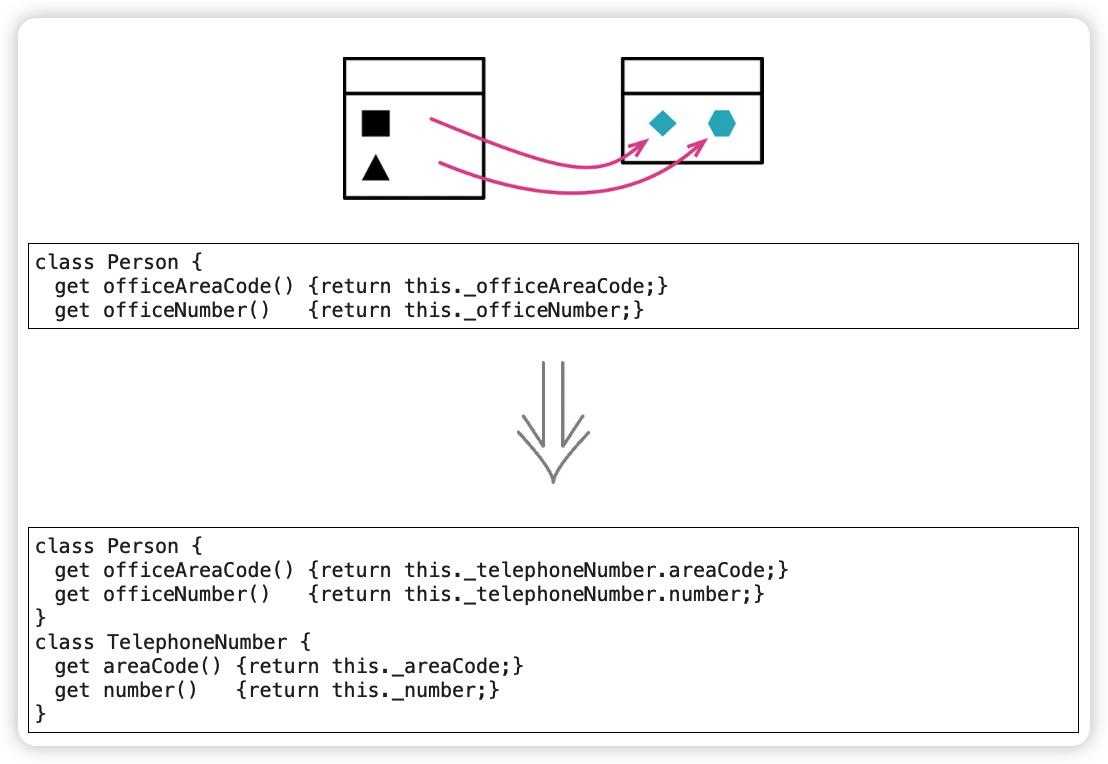 class Person {
  get officeAreaCode() {return this._officeAreaCode;}
  get officeNumber()   {return this._officeNumber;}
class Person {
  get officeAreaCode() {return this._telephoneNumber.areaCode;}
  get officeNumber()   {return this._telephoneNumber.number;}
}
class TelephoneNumber {
  get areaCode() {return this._areaCode;}
  get number()   {return this._number;}
}